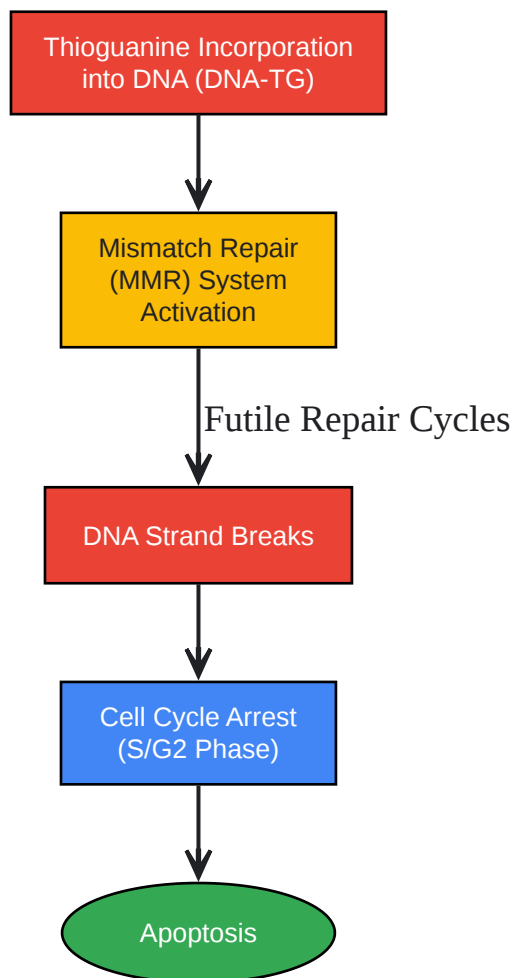 Thioguanine Incorporation
into DNA (DNA-TG)
Mismatch Repair
(MMR) System
Activation
Futile Repair Cycles
DNA Strand Breaks
Cell Cycle Arrest
(S/G2 Phase)
Apoptosis